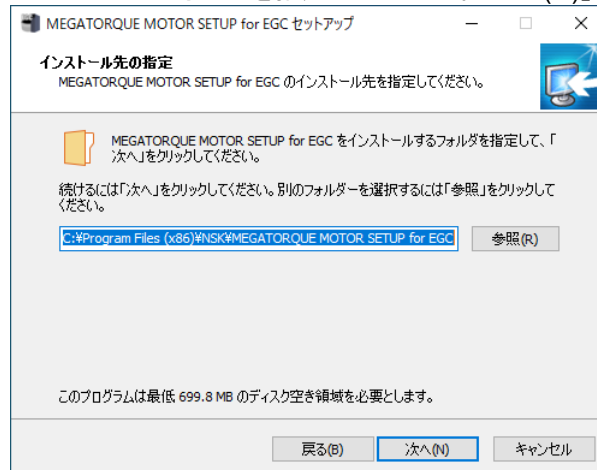 MEGATORQUE MOTOR SETUP for EGC セットアップ
インストール先の指定
MEGATORQUE MOTOR SETUP for EGC のインストール先を指定してください。
MEGATORQUE MOTOR SETUP for EGC をインストールするフォルダを指定して、「
次へ」をクリックしてください。
続けるには「次へ」をクリックしてください。別のフォルダーを選択するには「参照」をクリックして
ください。
C:¥Program Files (x86)¥NSK¥MEGATORQUE MOTOR SETUP for EGC
参照(R)
このプログラムは最低 699.8 MB のディスク空き領域を必要とします。
戻る(B)
次へ(N)
キャンセル